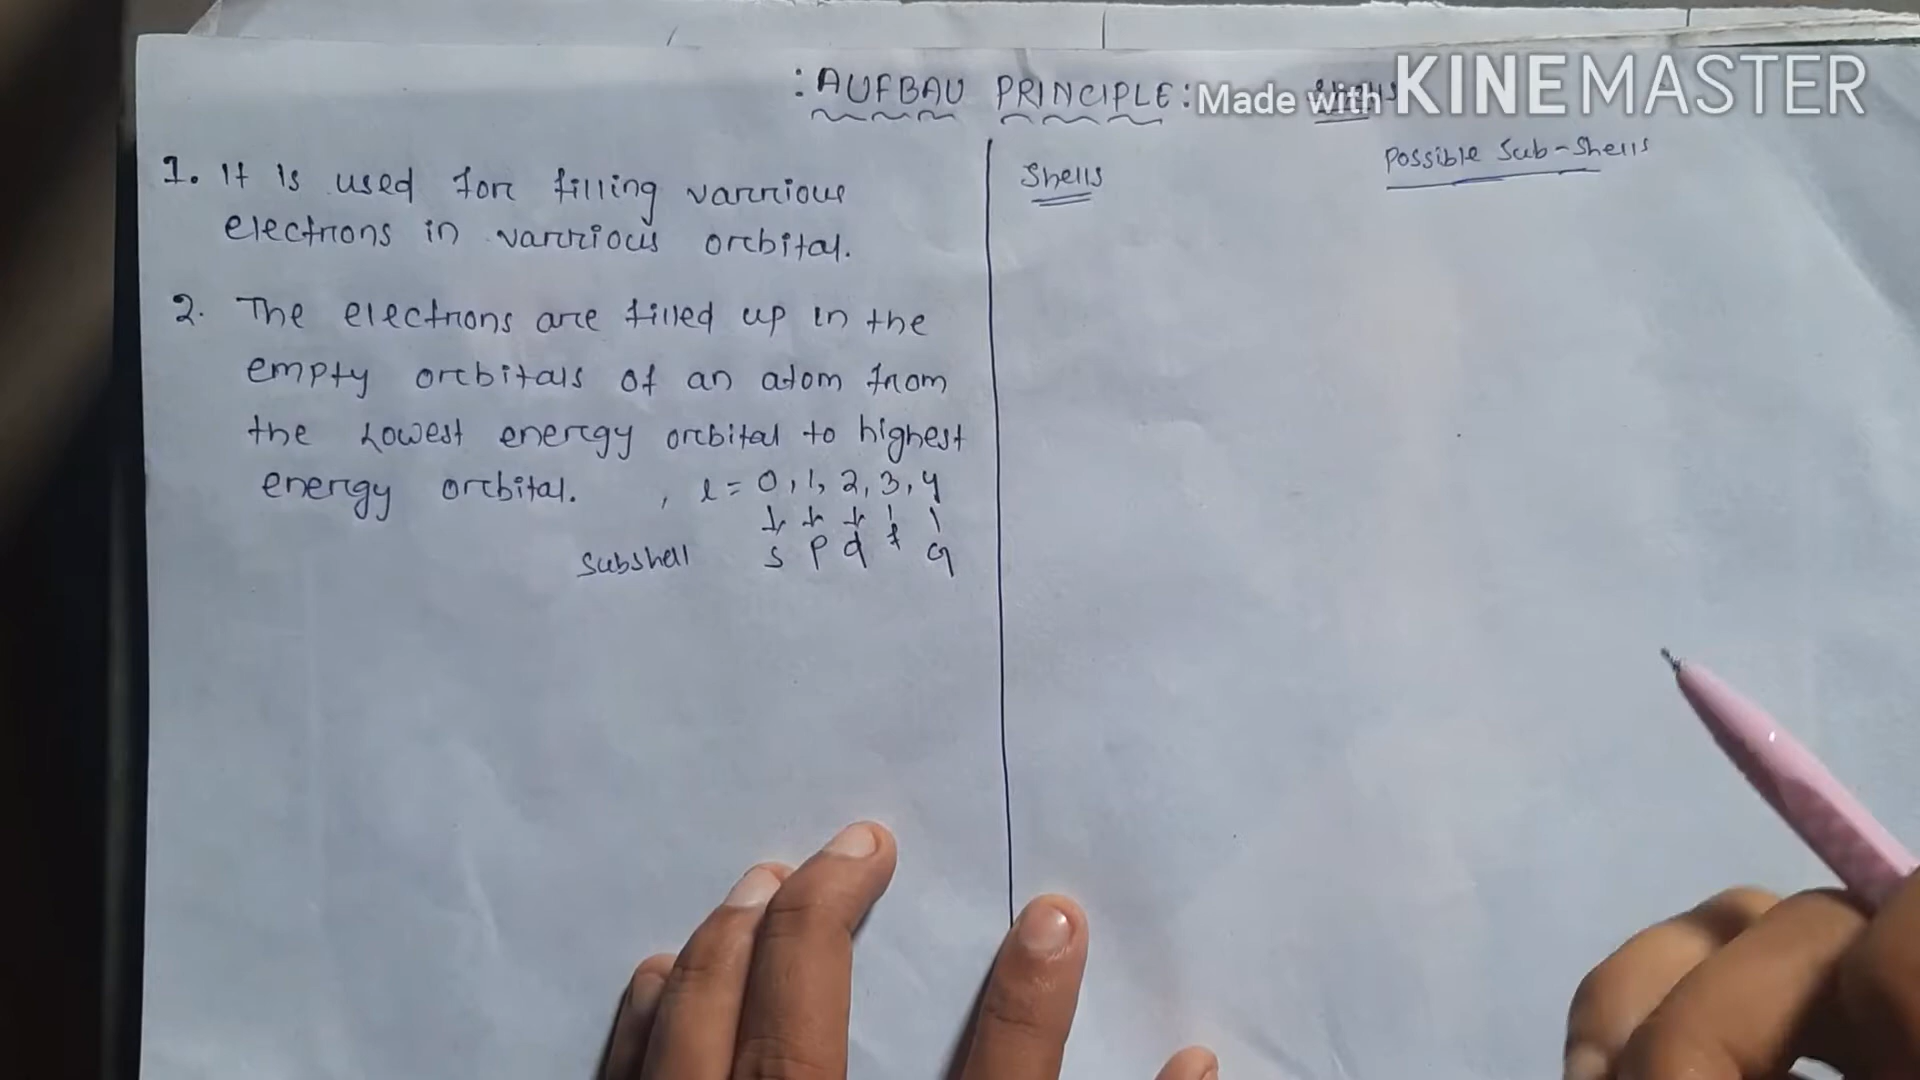 : AUFBAU PRINCIPLE :
Made with KINEMASTER
1. It is used for filling varrious
electrons in varrious orbital.
2. The electrons are filled up in the
empty orbitals of an atom from
the Lowest energy orbital to highest
energy orbital. , l = 0, 1, 2, 3, 4
Subshell s p d f g
Shells
Possible Sub-Shells